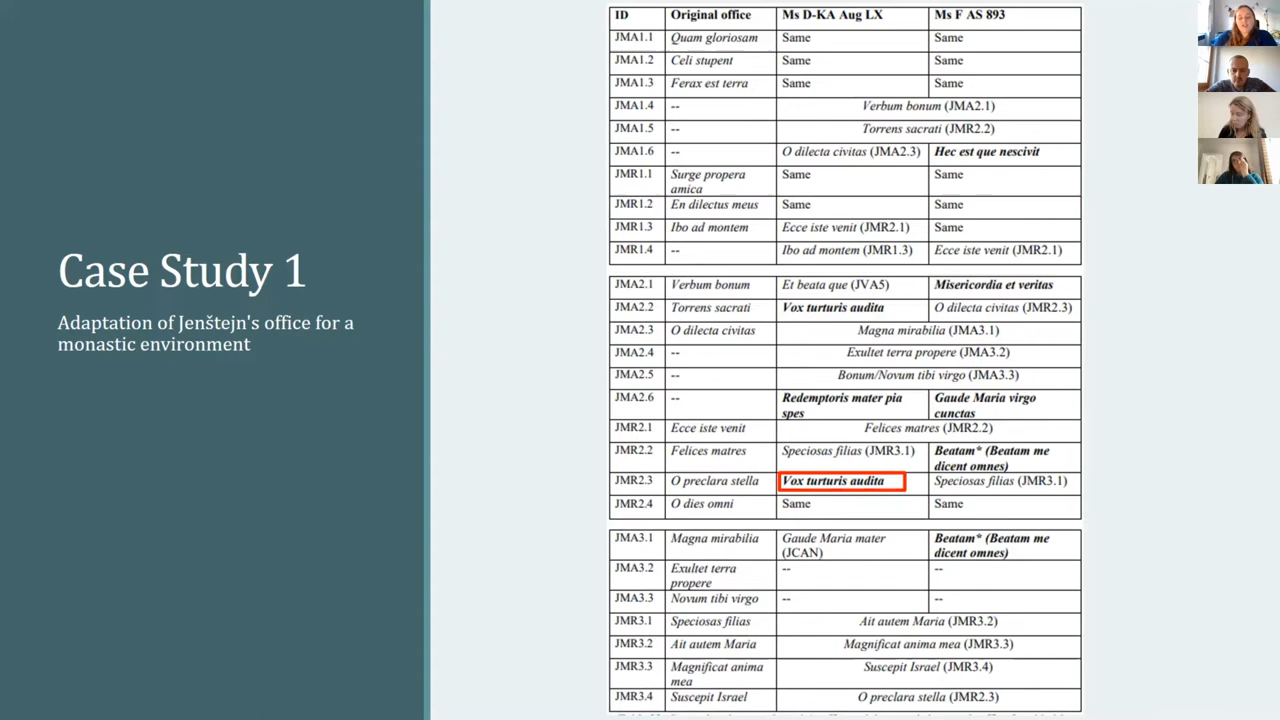 Case Study 1
Adaptation of Jenštejn's office for a
monastic environment
ID Original office Ms D-KA Aug LX Ms F AS 893
JMA1.1 Quam gloriosam Same Same
JMA1.2 Celi stupent Same Same
JMA1.3 Ferax est terra Same Same
JMA1.4 -- Verbum bonum (JMA2.1)
JMA1.5 -- Torrens sacrati (JMR2.2)
JMA1.6 -- O dilecta civitas (JMA2.3) Hec est que nescivit
JMR1.1 Surge propera Same Same
amica
JMR1.2 En dilectus meus Same Same
JMR1.3 Ibo ad montem Ecce iste venit (JMR2.1) Same
JMR1.4 -- Ibo ad montem (JMR1.3) Ecce iste venit (JMR2.1)
JMA2.1 Verbum bonum Et beata que (JVA5) Misericordia et veritas
JMA2.2 Torrens sacrati Vox turturis audita O dilecta civitas (JMR2.3)
JMA2.3 O dilecta civitas Magna mirabilia (JMA3.1)
JMA2.4 -- Exultet terra propere (JMA3.2)
JMA2.5 -- Bonum/Novum tibi virgo (JMA3.3)
JMA2.6 -- Redemptoris mater pia Gaude Maria virgo
spes cunctas
JMR2.1 Ecce iste venit Felices matres (JMR2.2)
JMR2.2 Felices matres Speciosas filias (JMR3.1) Beatam* (Beatam me
dicent omnes)
JMR2.3 O preclara stella Vox turturis audita Speciosas filias (JMR3.1)
JMR2.4 O dies omni Same Same
JMA3.1 Magna mirabilia Gaude Maria mater Beatam* (Beatam me
(JCAN) dicent omnes)
JMA3.2 Exultet terra -- --
propere
JMA3.3 Novum tibi virgo -- --
JMR3.1 Speciosas filias Ait autem Maria (JMR3.2)
JMR3.2 Ait autem Maria Magnificat anima mea (JMR3.3)
JMR3.3 Magnificat anima Suscepit Israel (JMR3.4)
mea
JMR3.4 Suscepit Israel O preclara stella (JMR2.3)